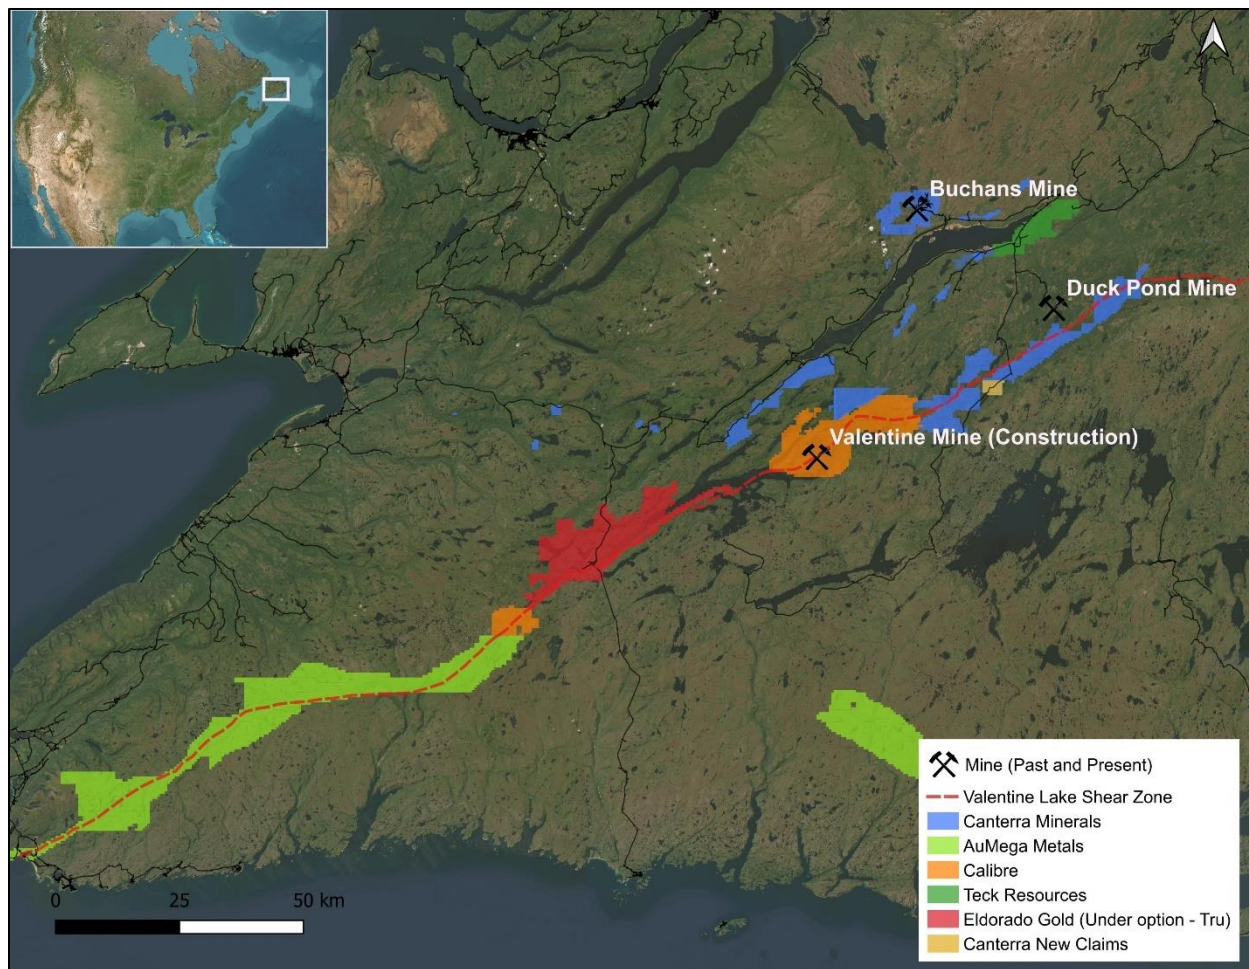 Buchans Mine
Duck Pond Mine
Valentine Mine (Construction)
Mine (Past and Present)
Valentine Lake Shear Zone
Canterra Minerals
AuMega Metals
Calibre
Teck Resources
Eldorado Gold (Under option - Tru)
Canterra New Claims
0 25 50 km